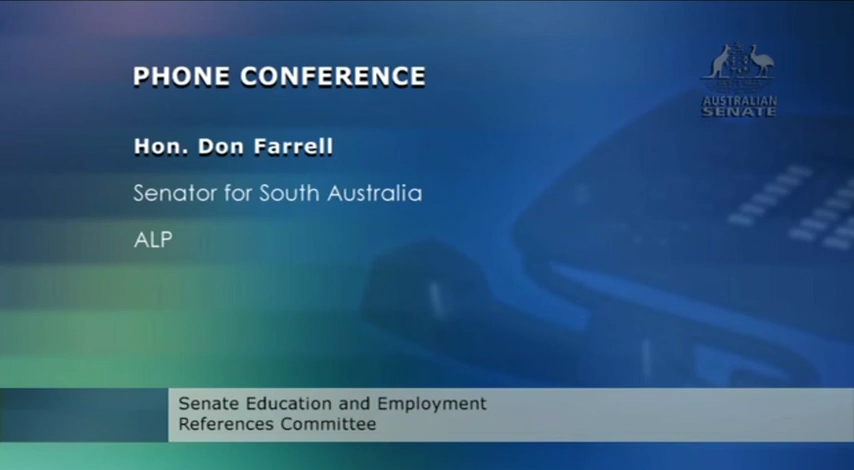 PHONE CONFERENCE
AUSTRALIAN
SENATE
Hon. Don Farrell
Senator for South Australia
ALP
Senate Education and Employment
References Committee